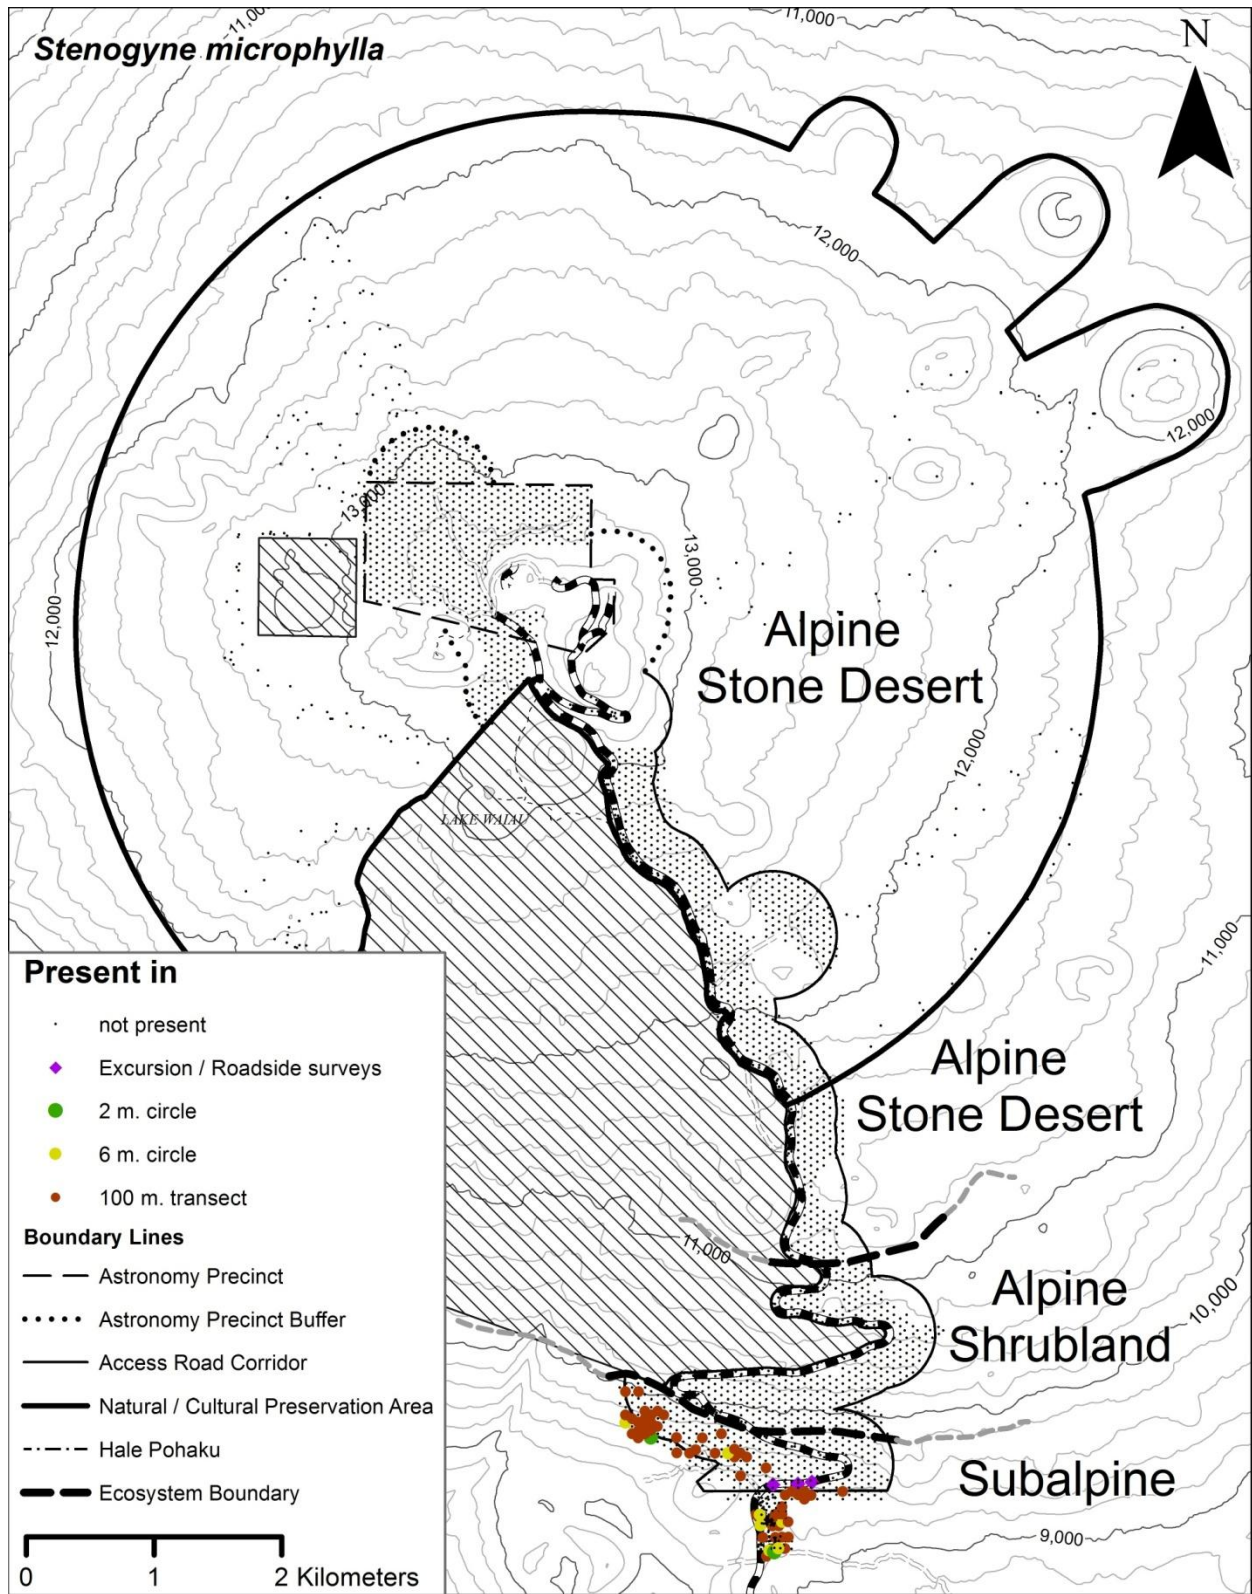 11,000
11,000
Stenogyne microphylla
N
12,000
12,000
13,000
13,000
12,000
Alpine
Stone Desert
12,000
LAKE WAIAU
11,000
Present in
not present
Excursion / Roadside surveys
2 m. circle
6 m. circle
100 m. transect
Boundary Lines
Astronomy Precinct
Astronomy Precinct Buffer
Access Road Corridor
Natural / Cultural Preservation Area
Hale Pohaku
Ecosystem Boundary
0 1 2 Kilometers
Alpine
Stone Desert
11,000
Alpine
Shrubland
10,000
Subalpine
9,000